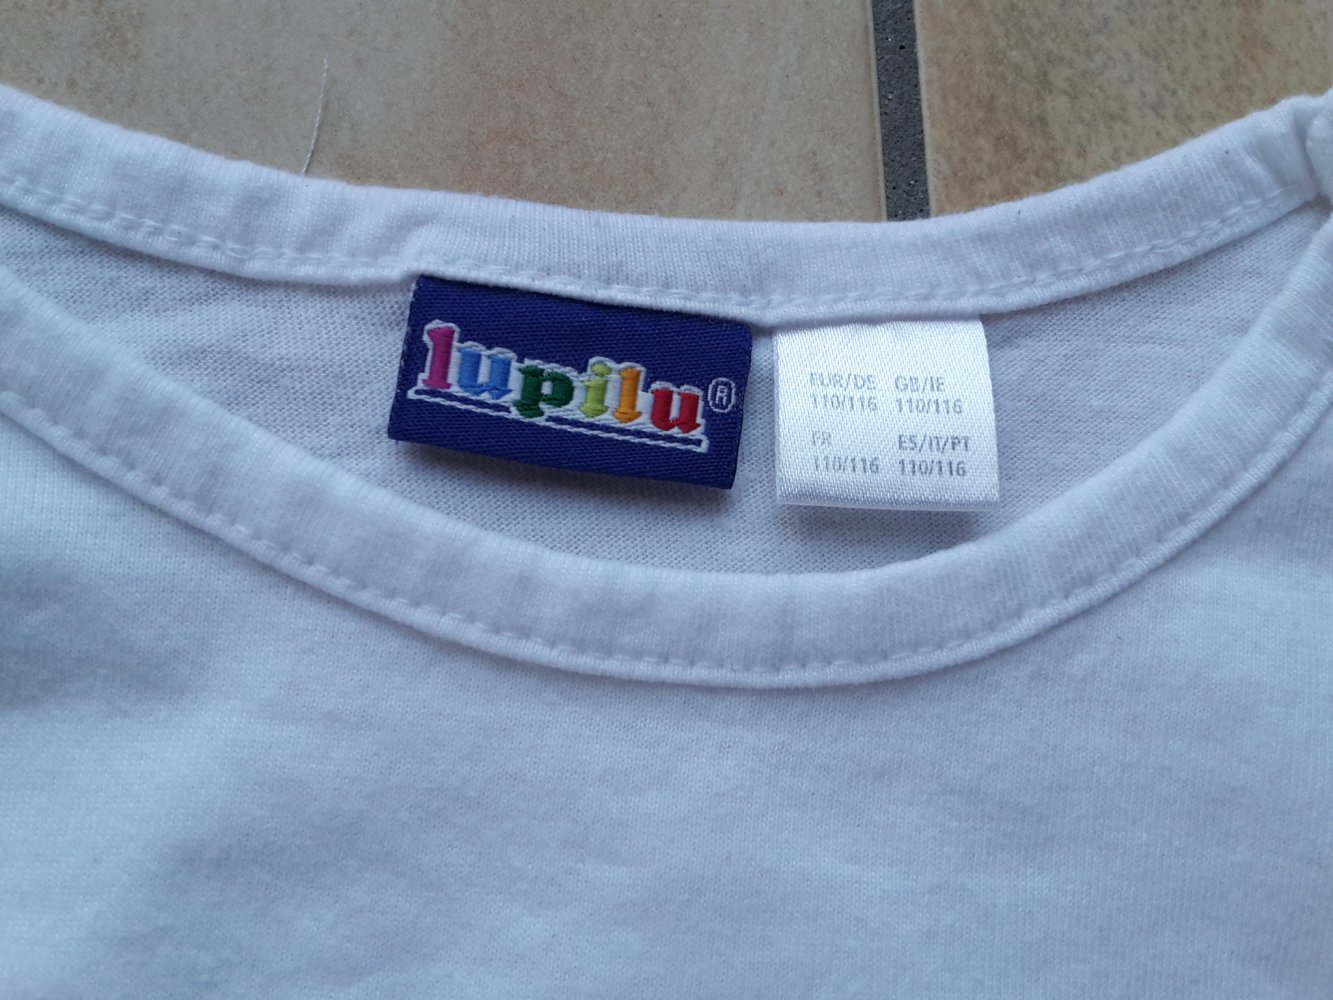 lupilu®
EUR/DE GB/IE
110/116 110/116
FR ES/IT/PT
110/116 110/116